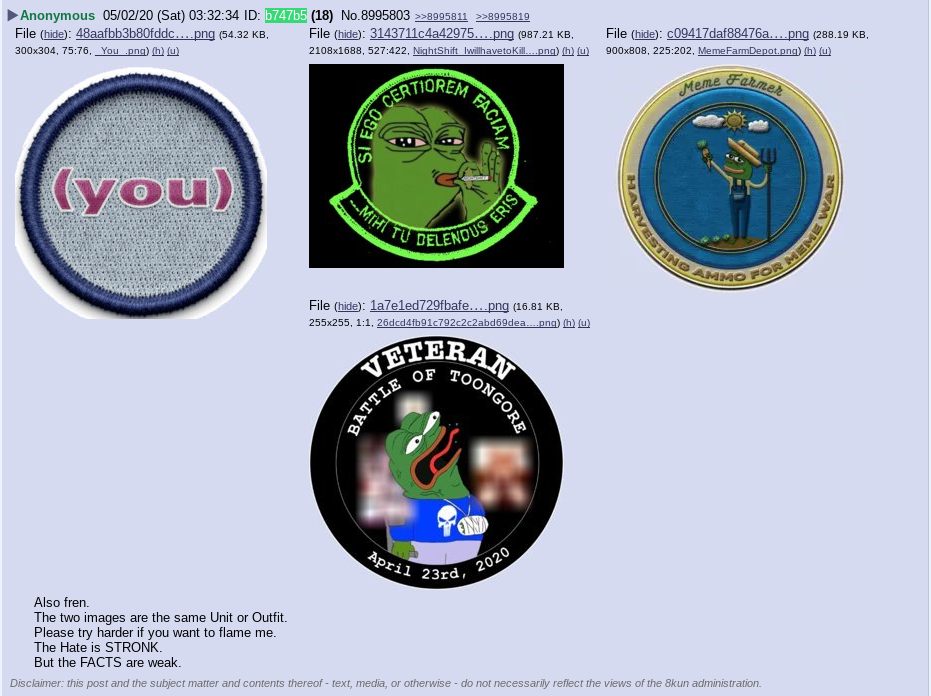 Anonymous 05/02/20 (Sat) 03:32:34 ID: b747b5 (18) No.8995803 >>8995811 >>8995819
File (hide): 48aafbb3b80fddc….png (54.32 KB, 300x304, 75:76, _You_.png) (h) (u)
(you)
File (hide): 3143711c4a42975….png (987.21 KB, 2108x1688, 527:422, NightShift_IwillhavetoKill….png) (h) (u)
SI EGO CERTIOREM FACIAM
...MIHI TU DELENDUS ERIS
File (hide): c09417daf88476a….png (288.19 KB, 900x808, 225:202, MemeFarmDepot.png) (h) (u)
Meme Farmer
HARVESTING AMMO FOR MEME WAR
File (hide): 1a7e1ed729fbafe….png (16.81 KB, 255x255, 1:1, 26dcd4fb91c792c2c2abd69dea….png) (h) (u)
VETERAN
BATTLE OF TOONGORE
April 23rd, 2020
Also fren.
The two images are the same Unit or Outfit.
Please try harder if you want to flame me.
The Hate is STRONK.
But the FACTS are weak.
Disclaimer: this post and the subject matter and contents thereof - text, media, or otherwise - do not necessarily reflect the views of the 8kun administration.